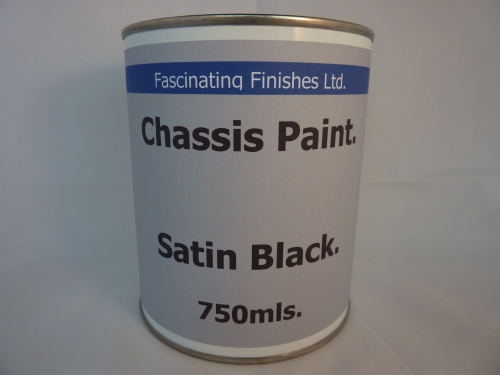 Fascinating Finishes Ltd.
Chassis Paint.
Satin Black.
750mls.